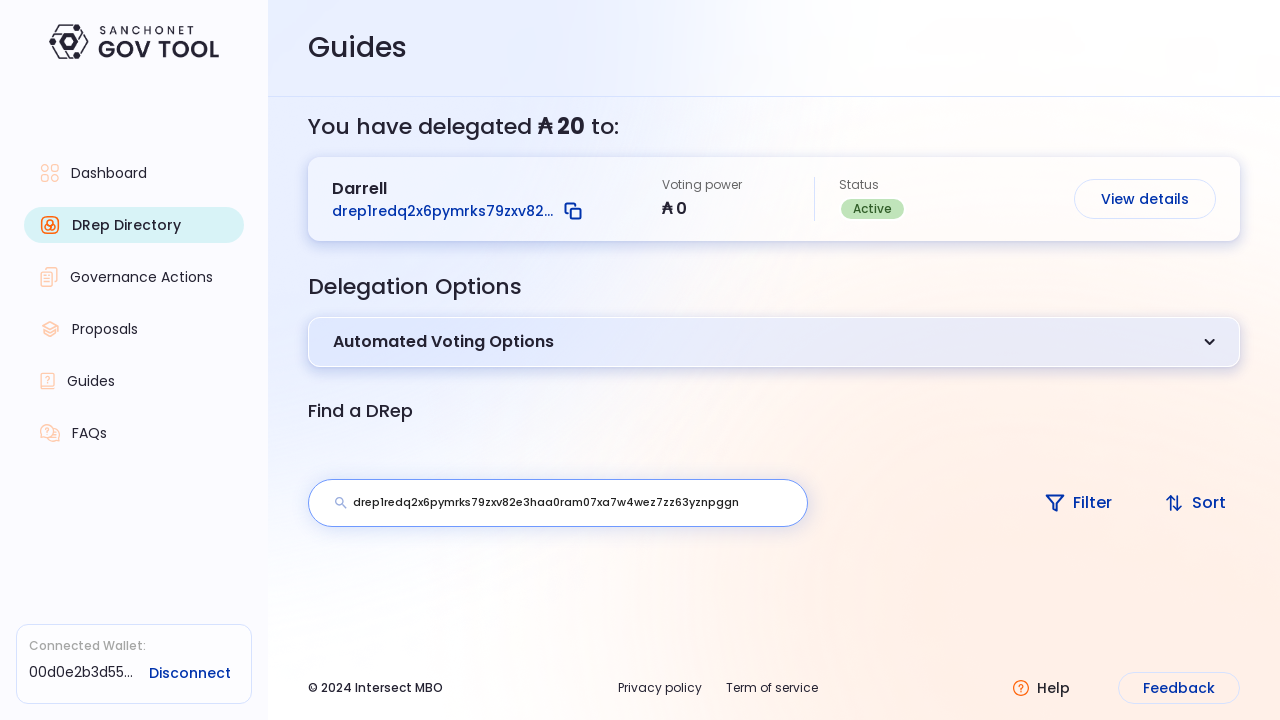 SANCHONET
GOV TOOL
Dashboard
DRep Directory
Governance Actions
Proposals
Guides
FAQs
Connected Wallet:
00d0e2b3d55...
Disconnect
Guides
You have delegated ₳ 20 to:
Darrell
drep1redq2x6pymrks79zxv82...
Voting power
₳ 0
Status
Active
View details
Delegation Options
Automated Voting Options
Find a DRep
drep1redq2x6pymrks79zxv82e3haa0ram07xa7w4wez7zz63yznpggn
Filter
Sort
© 2024 Intersect MBO
Privacy policy
Term of service
Help
Feedback